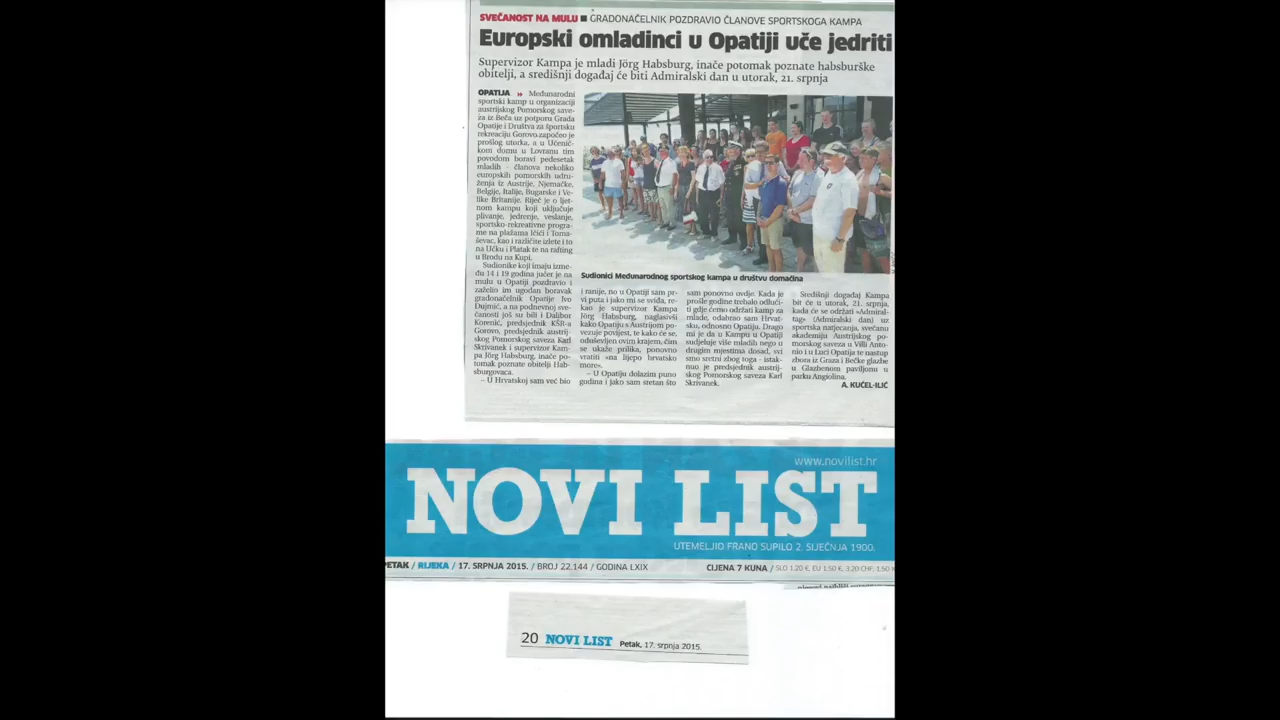 SVEČANOST NA MULU ■ GRADONAČELNIK POZDRAVIO ČLANOVE SPORTSKOGA KAMPA
Europski omladinci u Opatiji uče jedriti
Supervizor Kampa je mladi Jörg Habsburg, inače potomak poznate habsburške
obitelji, a središnji događaj će biti Admiralski dan u utorak, 21. srpnja
OPATIJA » Međunarodni
sportski kamp u organizaciji
austrijskog Pomorskog save-
za iz Beča uz potporu Grada
Opatije i Društva za športsku
rekreaciju Gorovo započeo je
prošlog utorka, a u Učenič-
kom domu u Lovranu tim
povodom boravi pedesetak
mladih - članova nekoliko
europskih pomorskih udru-
ženja iz Austrije, Njemačke,
Belgije, Italije, Bugarske i Ve-
like Britanije. Riječ je o ljet-
nom kampu koji uključuje
plivanje, jedrenje, veslanje,
sportsko-rekreativne progra-
me na plažama Ičići i Toma-
ševac, kao i različite izlete i to
na Učku i Platak te na rafting
u Brodu na Kupi.
Sudionike koji imaju izme-
đu 14 i 19 godina jučer je na
mulu u Opatiji pozdravio i
zaželio im ugodan boravak
gradonačelnik Opatije Ivo
Dujmić, a na podnevnoj sve-
čanosti još su bili i Dalibor
Korenić, predsjednik KŠR-a
Gorovo, predsjednik austrij-
skog Pomorskog saveza Karl
Skrivanek i supervizor Kam-
pa Jörg Habsburg, inače po-
tomak poznate obitelji Hab-
sburgovaca.
– U Hrvatskoj sam već bio
Sudionici Međunarodnog sportskog kampa u društvu domaćina
i ranije, no u Opatiji sam pr-
vi puta i jako mi se sviđa, re-
kao je supervizor Kampa
Jörg Habsburg, naglasivši
kako Opatiju s Austrijom po-
vezuje povijest, te kako će se,
oduševljen ovim krajem, čim
se ukaže prilika, ponovno
vratiti »na lijepo hrvatsko
more«.
– U Opatiju dolazim puno
godina i jako sam sretan što
sam ponovno ovdje. Kada je
prošle godine trebalo odluči-
ti gdje ćemo održati kamp za
mlade, odabrao sam Hrvat-
sku, odnosno Opatiju. Drago
mi je da u Kampu u Opatiji
sudjeluje više mladih nego u
drugim mjestima dosad, svi
smo sretni zbog toga - istak-
nuo je predsjednik austrij-
skog Pomorskog saveza Karl
Skrivanek.
Središnji događaj Kampa
bit će u utorak, 21. srpnja,
kada će se održati »Admiral-
tag« (Admiralski dan) uz
sportska natjecanja, svečanu
akademiju Austrijskog po-
morskog saveza u Villi Anto-
nio i u Luci Opatija te nastup
zbora iz Graza i Bečke glazbe
u Glazbenom paviljonu u
parku Angiolina.
A. KUĆEL-ILIĆ
www.novilist.hr
NOVI LIST
UTEMELJIO FRANO SUPILO 2. SIJEČNJA 1900.
PETAK / RIJEKA / 17. SRPNJA 2015. / BROJ 22.144 / GODINA LXIX CIJENA 7 KUNA / SLO 1.20 €, EU 1.50 €, 3.20 CHF, 1.50
20 NOVI LIST Petak, 17. srpnja 2015.